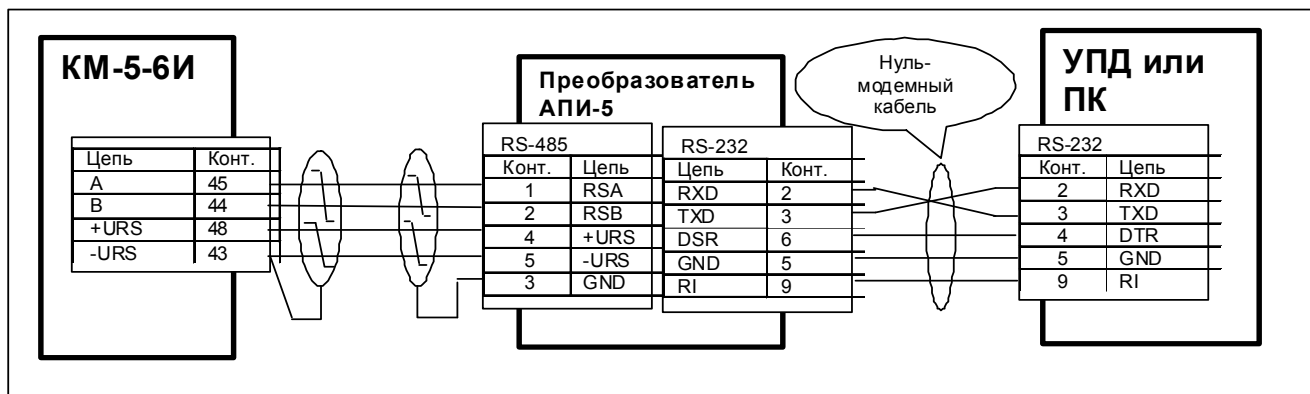 КМ-5-6И
Цепь Конт.
A 45
B 44
+URS 48
-URS 43
Преобразователь
АПИ-5
RS-485
Конт. Цепь
1 RSA
2 RSB
4 +URS
5 -URS
3 GND
RS-232
Цепь Конт.
RXD 2
TXD 3
DSR 6
GND 5
RI 9
Нуль-
модемный
кабель
УПД или
ПК
RS-232
Конт. Цепь
2 RXD
3 TXD
4 DTR
5 GND
9 RI